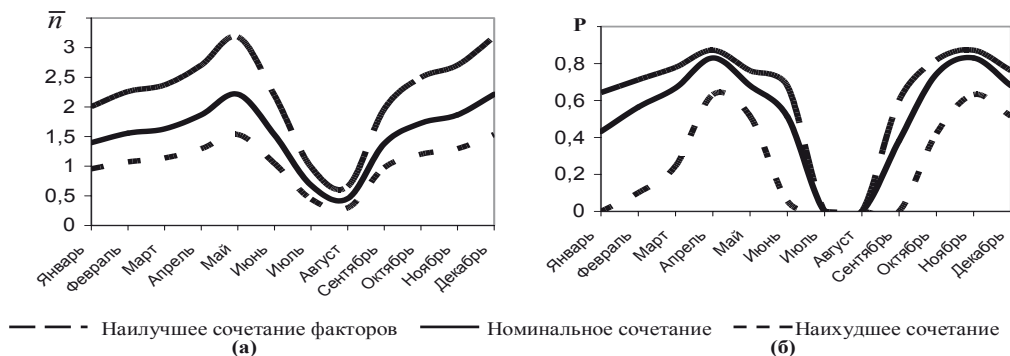 n̅
3
2,5
2
1,5
1
0,5
0
Январь
Февраль
Март
Апрель
Май
Июнь
Июль
Август
Сентябрь
Октябрь
Ноябрь
Декабрь
P
0,8
0,6
0,4
0,2
0
Январь
Февраль
Март
Апрель
Май
Июнь
Июль
Август
Сентябрь
Октябрь
Ноябрь
Декабрь
Наилучшее сочетание факторов Номинальное сочетание Наихудшее сочетание
(а) (б)